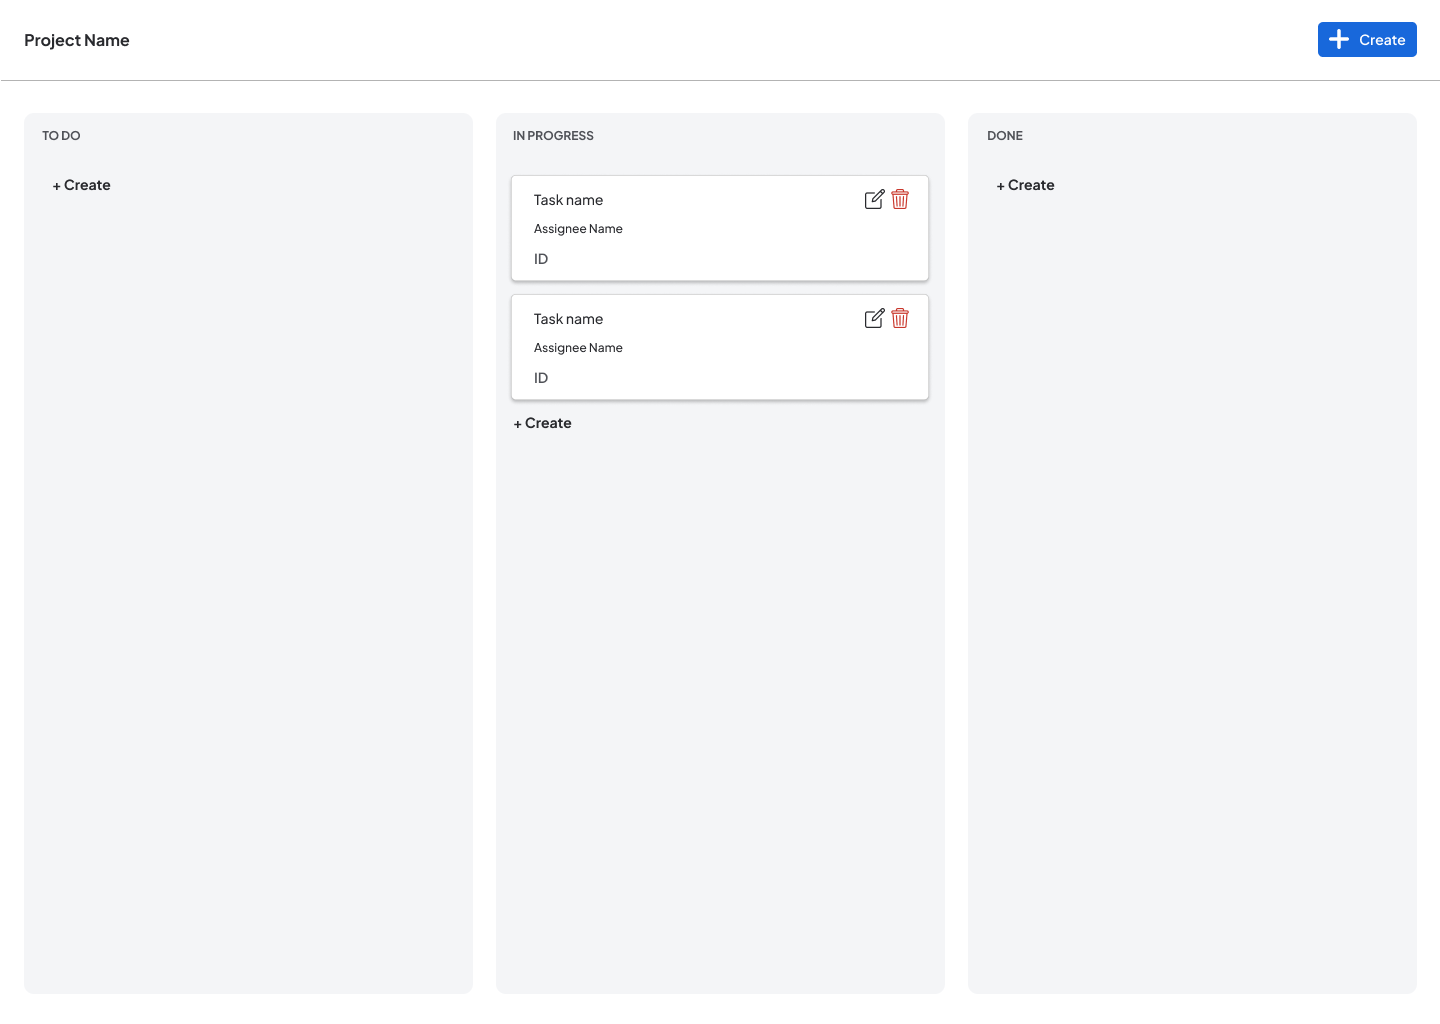 Project Name
Create
TO DO
+ Create
IN PROGRESS
Task name
Assignee Name
ID
Task name
Assignee Name
ID
+ Create
DONE
+ Create